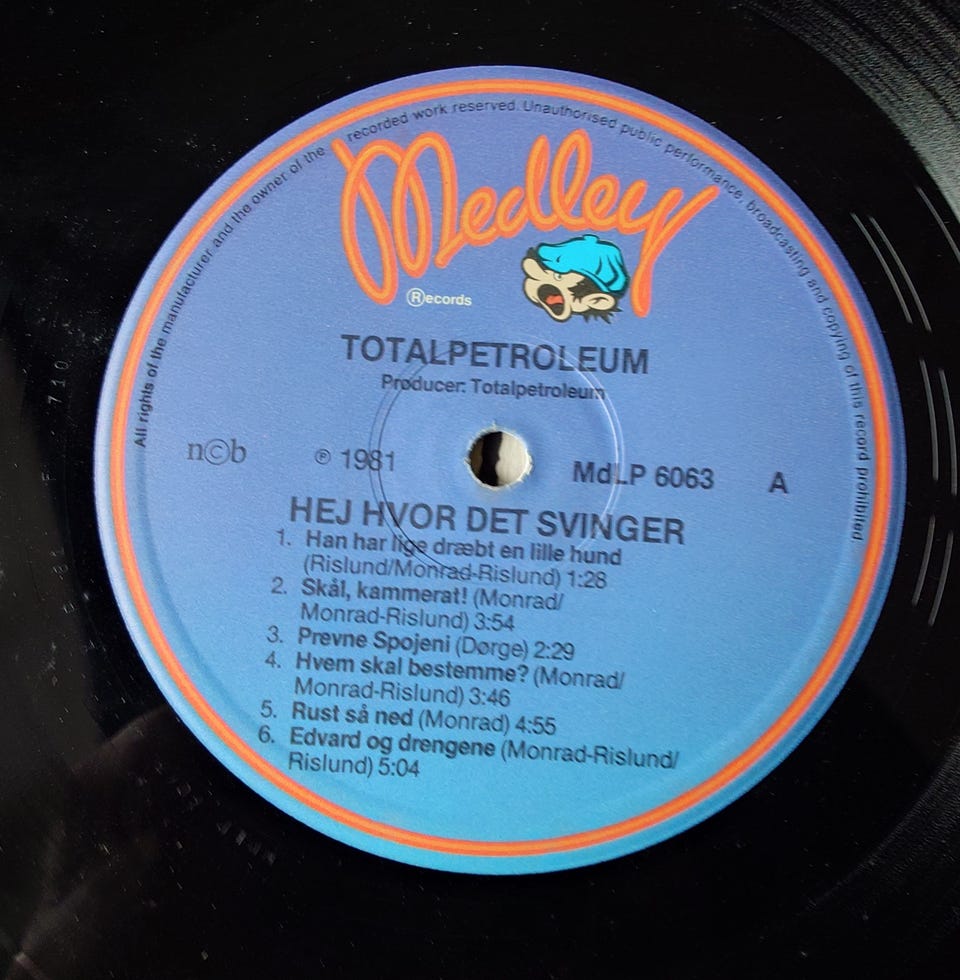 All rights of the manufacturer and the owner of the recorded work reserved. Unauthorised public performance, broadcasting and copying of this record prohibited
Medley
Ⓡecords
TOTALPETROLEUM
Producer: Totalpetroleum
n©b ℗ 1981 MdLP 6063 A
HEJ HVOR DET SVINGER
1. Han har lige dræbt en lille hund
(Rislund/Monrad-Rislund) 1:28
2. Skål, kammerat! (Monrad/
Monrad-Rislund) 3:54
3. Prevne Spojeni (Dørge) 2:29
4. Hvem skal bestemme? (Monrad/
Monrad-Rislund) 3:46
5. Rust så ned (Monrad) 4:55
6. Edvard og drengene (Monrad-Rislund/
Rislund) 5:04